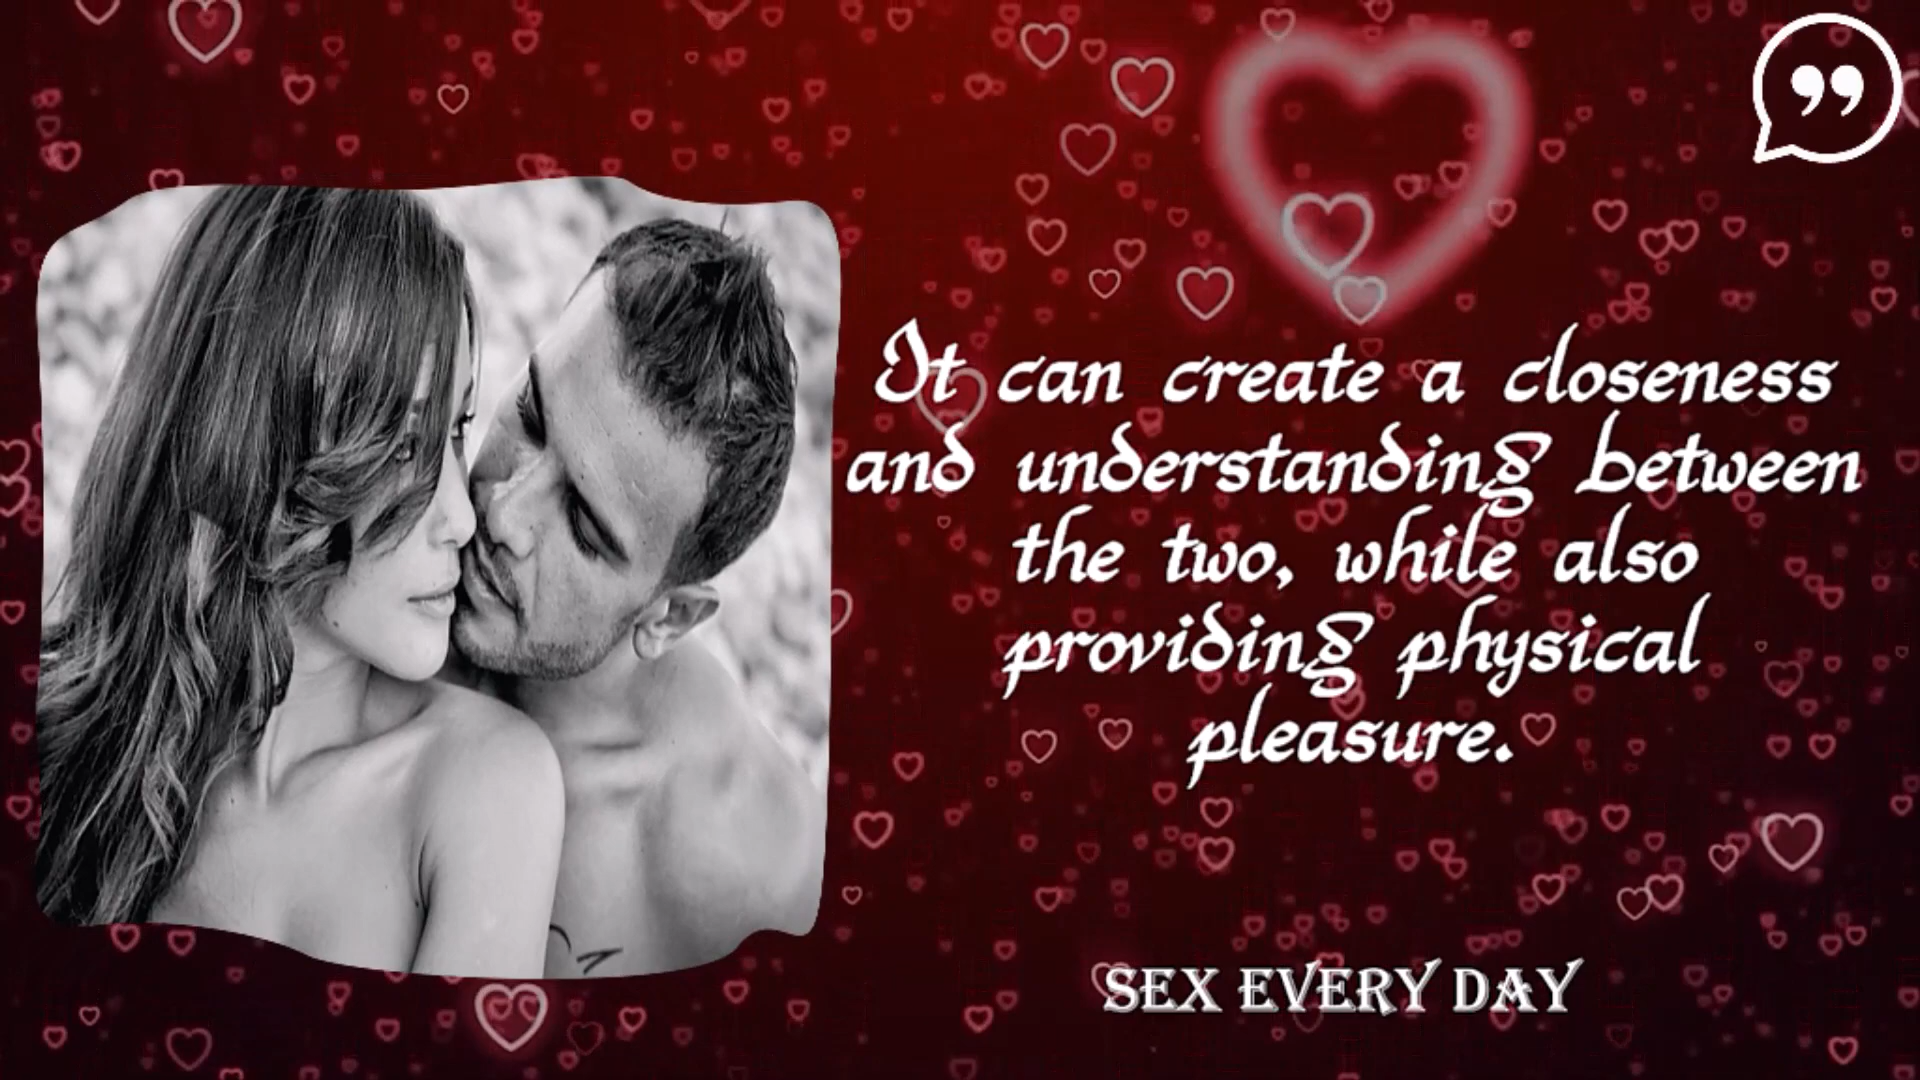 It can create a closeness
and understanding between
the two, while also
providing physical
pleasure.
SEX EVERY DAY